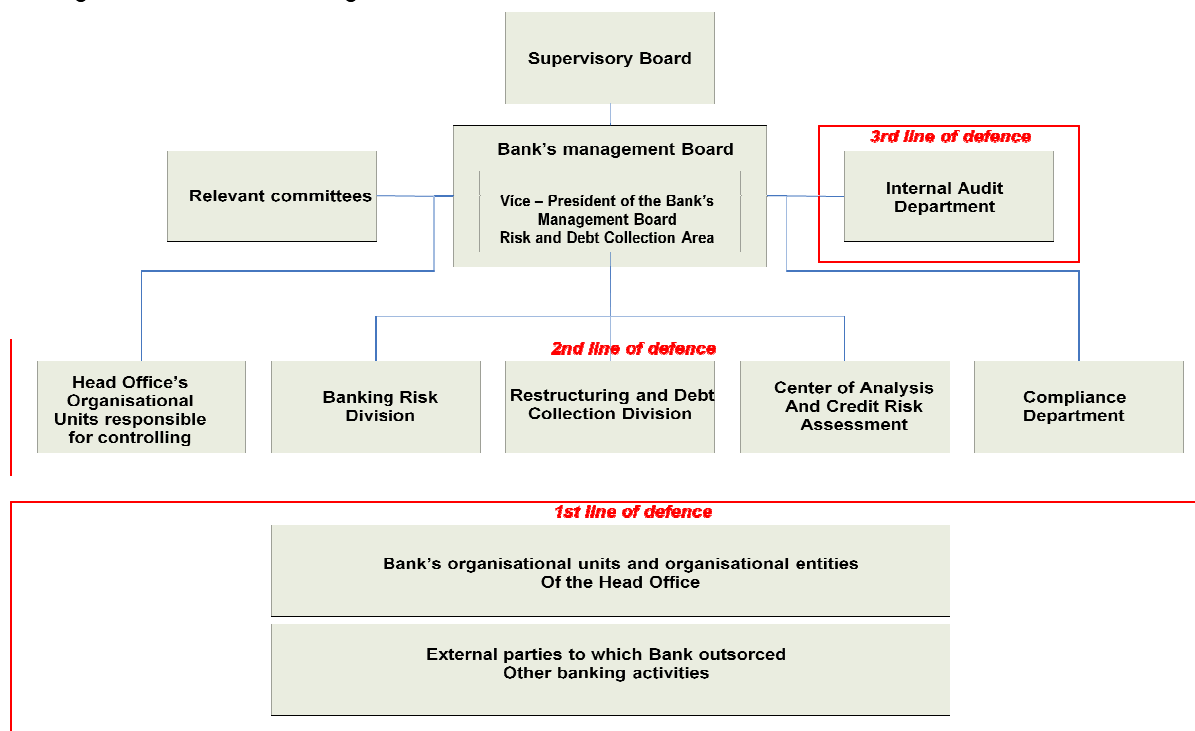 Supervisory Board
Bank's management Board
Vice – President of the Bank's
Management Board
Risk and Debt Collection Area
Relevant committees
3rd line of defence
Internal Audit
Department
2nd line of defence
Head Office's
Organisational
Units responsible
for controlling
Banking Risk
Division
Restructuring and Debt
Collection Division
Center of Analysis
And Credit Risk
Assessment
Compliance
Department
1st line of defence
Bank's organisational units and organisational entities
Of the Head Office
External parties to which Bank outsorced
Other banking activities